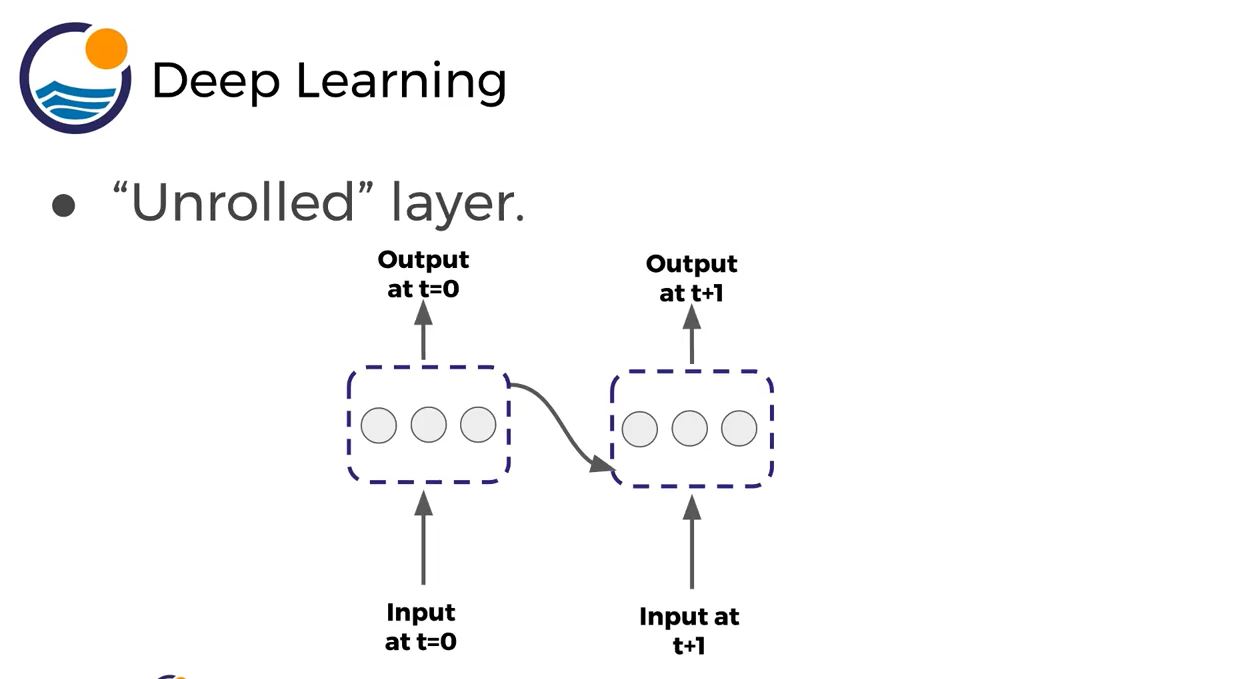 Deep Learning
● “Unrolled” layer.
Output
at t=0
Output
at t+1
Input
at t=0
Input at
t+1